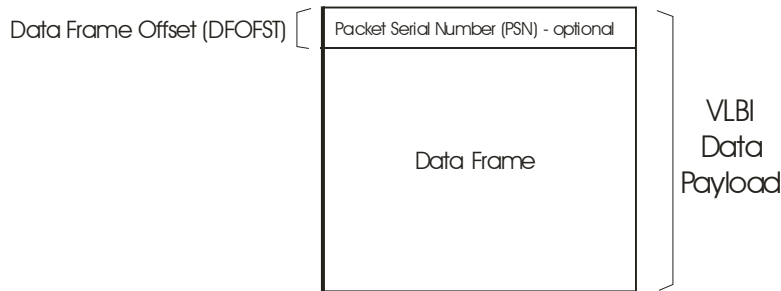 Data Frame Offset (DFOFST)
Packet Serial Number (PSN) - optional
Data Frame
VLBI
Data
Payload